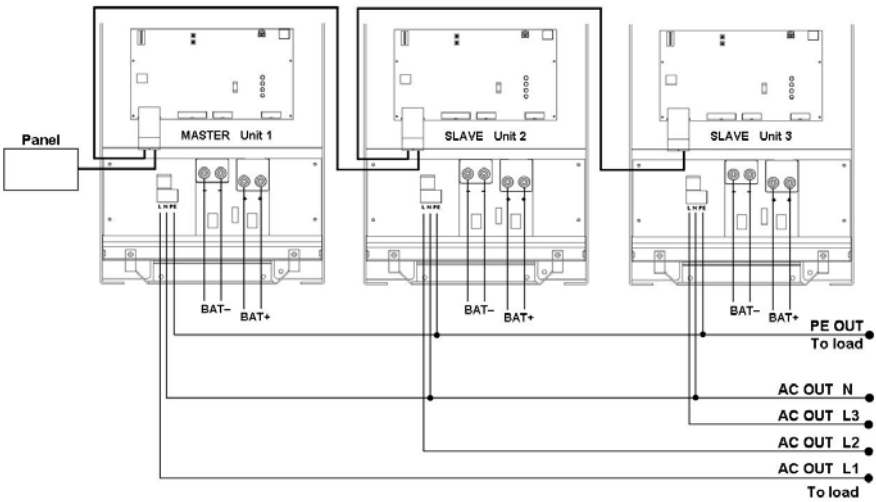 Panel
MASTER Unit 1
SLAVE Unit 2
SLAVE Unit 3
L N PE
L N PE
L N PE
BAT–
BAT+
BAT–
BAT+
BAT–
BAT+
PE OUT
To load
AC OUT N
AC OUT L3
AC OUT L2
AC OUT L1
To load